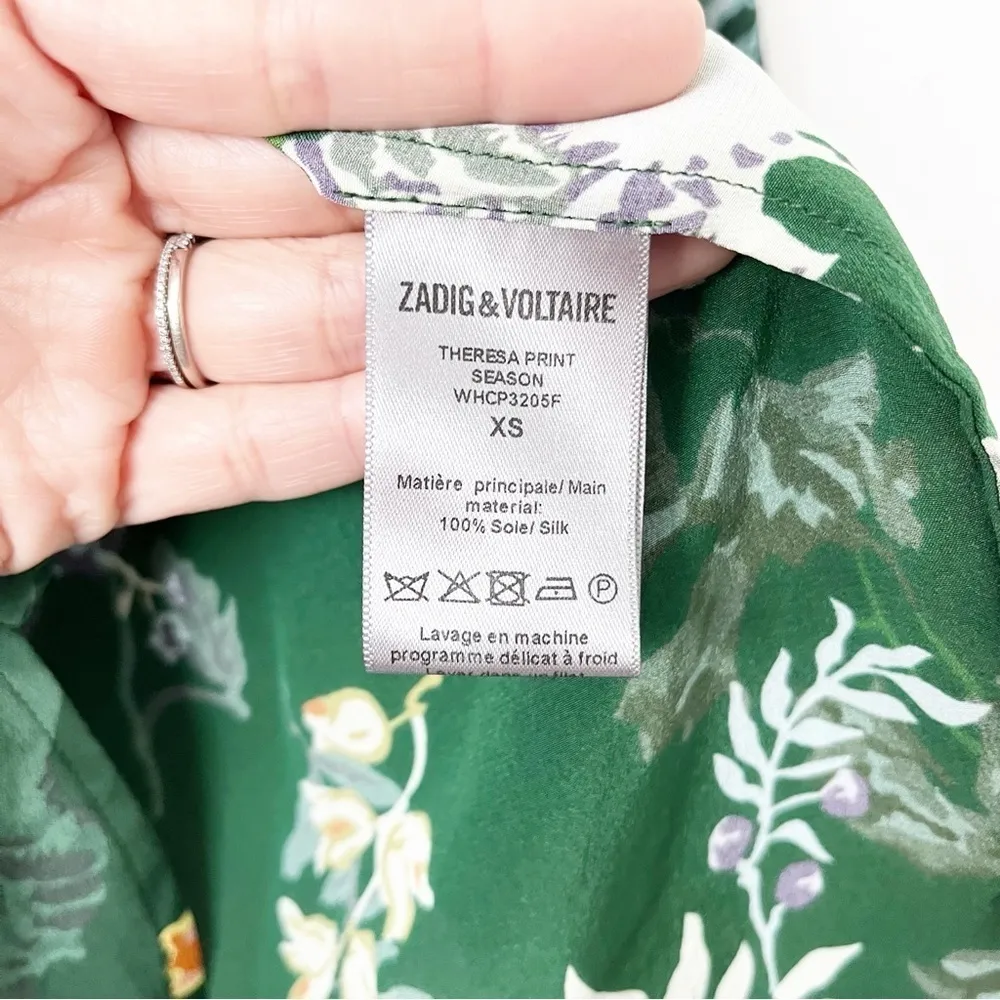 ZADIG&VOLTAIRE
THERESA PRINT
SEASON
WHCP3205F
XS
Matière principale/ Main
material:
100% Soie/ Silk
P
Lavage en machine
programme délicat à froid